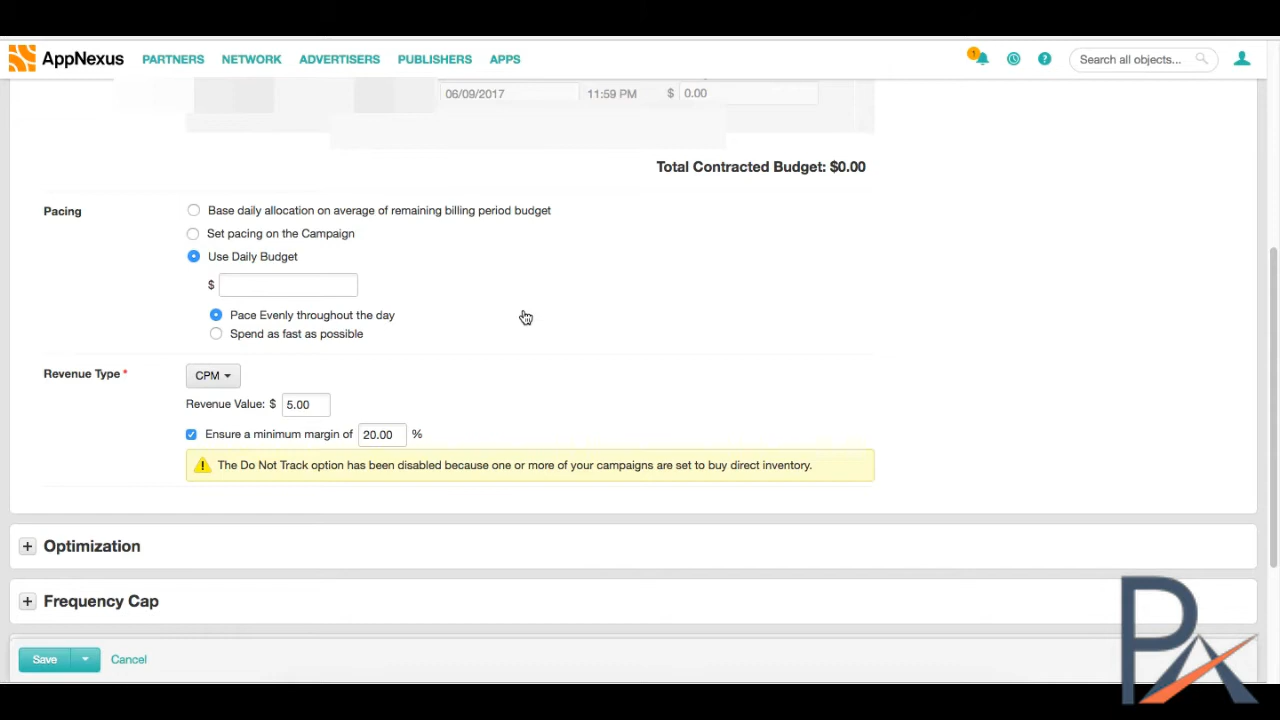 AppNexus PARTNERS NETWORK ADVERTISERS PUBLISHERS APPS 1 ? Search all objects...
06/09/2017 11:59 PM $ 0.00
Total Contracted Budget: $0.00
Pacing Base daily allocation on average of remaining billing period budget
Set pacing on the Campaign
Use Daily Budget
$
Pace Evenly throughout the day
Spend as fast as possible
Revenue Type * CPM
Revenue Value: $ 5.00
Ensure a minimum margin of 20.00 %
The Do Not Track option has been disabled because one or more of your campaigns are set to buy direct inventory.
+ Optimization
+ Frequency Cap
Save Cancel
PA